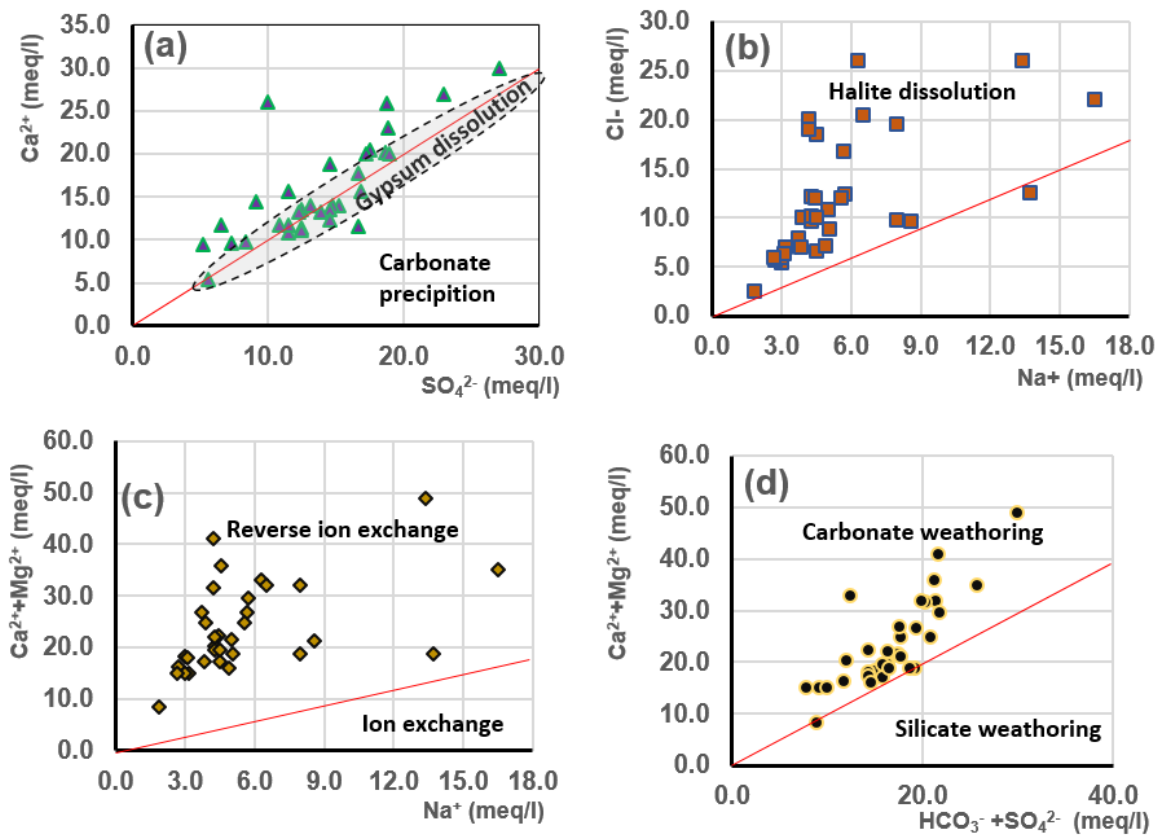 (a)
Ca²⁺ (meq/l)
35.0
30.0
25.0
20.0
15.0
10.0
5.0
0.0
Gypsum dissolution
Carbonate
precipition
0.0 10.0 20.0 30.0
SO₄²⁻ (meq/l)
(b)
Cl- (meq/l)
30.0
25.0
20.0
15.0
10.0
5.0
0.0
Halite dissolution
0.0 3.0 6.0 9.0 12.0 15.0 18.0
Na+ (meq/l)
(c)
Ca²⁺+Mg²⁺ (meq/l)
60.0
50.0
40.0
30.0
20.0
10.0
0.0
Reverse ion exchange
Ion exchange
0.0 3.0 6.0 9.0 12.0 15.0 18.0
Na⁺ (meq/l)
(d)
Ca²⁺+Mg²⁺ (meq/l)
60.0
50.0
40.0
30.0
20.0
10.0
0.0
Carbonate weathoring
Silicate weathoring
0.0 20.0 40.0
HCO₃⁻ +SO₄²⁻ (meq/l)